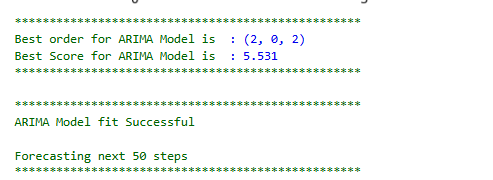 **************************************************
Best order for ARIMA Model is  : (2, 0, 2)
Best Score for ARIMA Model is  : 5.531
**************************************************
**************************************************
ARIMA Model fit Successful
Forecasting next 50 steps
**************************************************